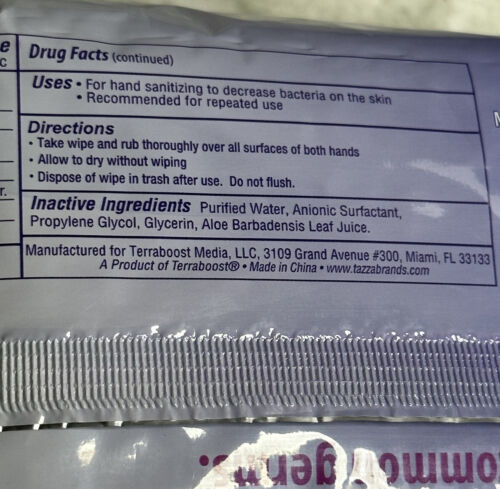 e
c
Drug Facts (continued)
Uses • For hand sanitizing to decrease bacteria on the skin
• Recommended for repeated use
Directions
• Take wipe and rub thoroughly over all surfaces of both hands
• Allow to dry without wiping
• Dispose of wipe in trash after use. Do not flush.
r.
Inactive Ingredients Purified Water, Anionic Surfactant,
Propylene Glycol, Glycerin, Aloe Barbadensis Leaf Juice.
Manufactured for Terraboost Media, LLC, 3109 Grand Avenue #300, Miami, FL 33133
A Product of Terraboost® • Made in China • www.tazzabrands.com